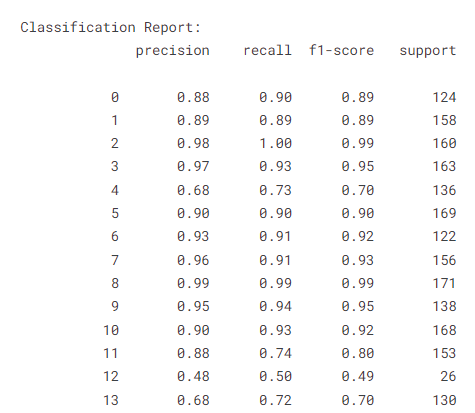 Classification Report:
precision recall f1-score support
0 0.88 0.90 0.89 124
1 0.89 0.89 0.89 158
2 0.98 1.00 0.99 160
3 0.97 0.93 0.95 163
4 0.68 0.73 0.70 136
5 0.90 0.90 0.90 169
6 0.93 0.91 0.92 122
7 0.96 0.91 0.93 156
8 0.99 0.99 0.99 171
9 0.95 0.94 0.95 138
10 0.90 0.93 0.92 168
11 0.88 0.74 0.80 153
12 0.48 0.50 0.49 26
13 0.68 0.72 0.70 130